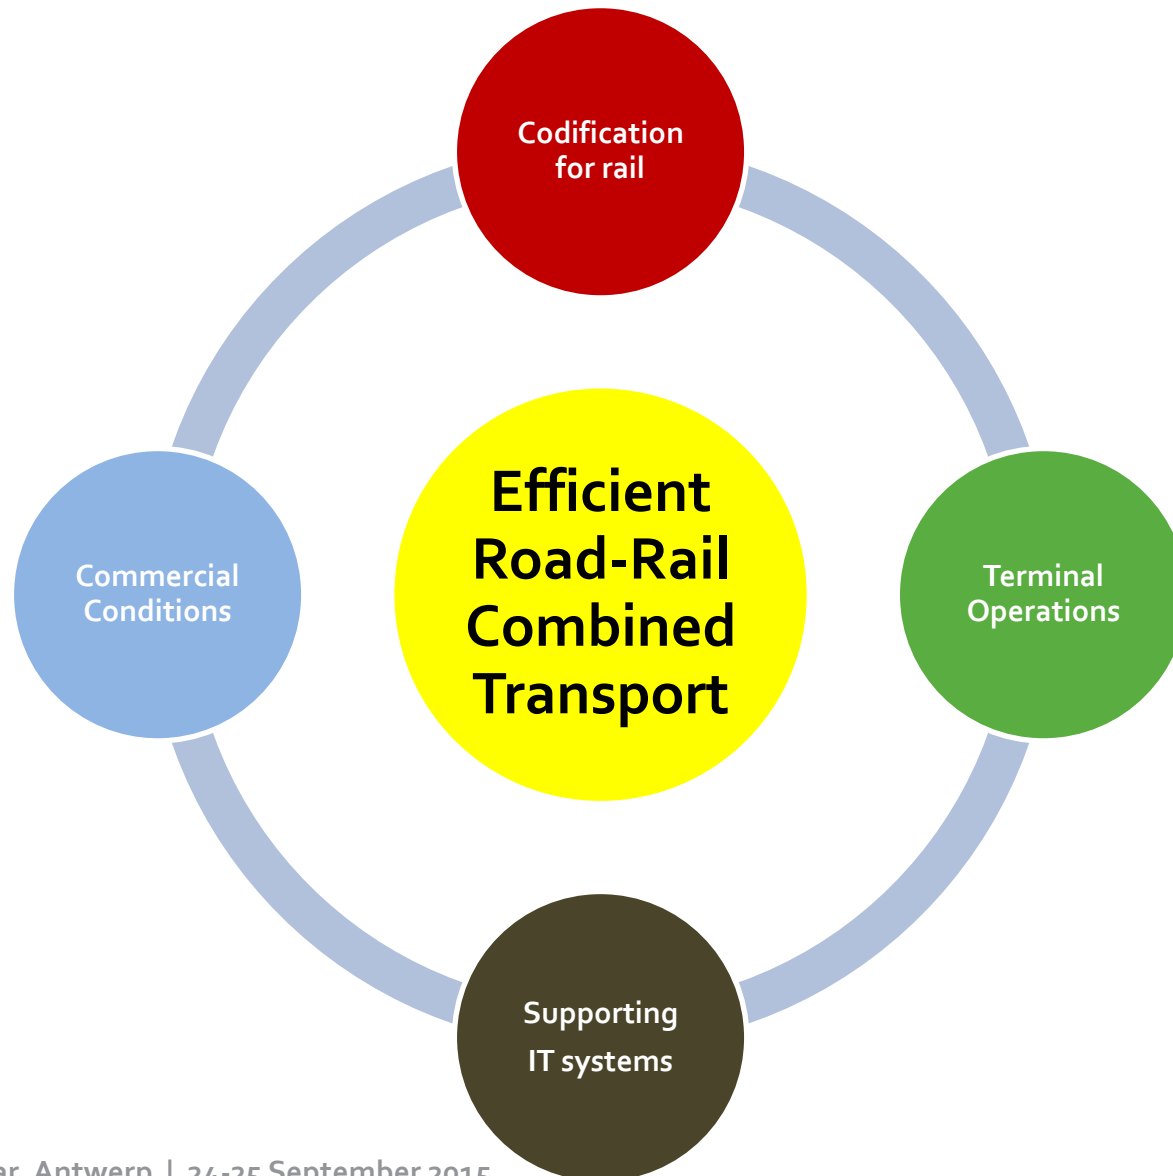 Codification
for rail
Commercial
Conditions
Efficient
Road-Rail
Combined
Transport
Terminal
Operations
Supporting
IT systems
Antwerp | 24-25 September 2015